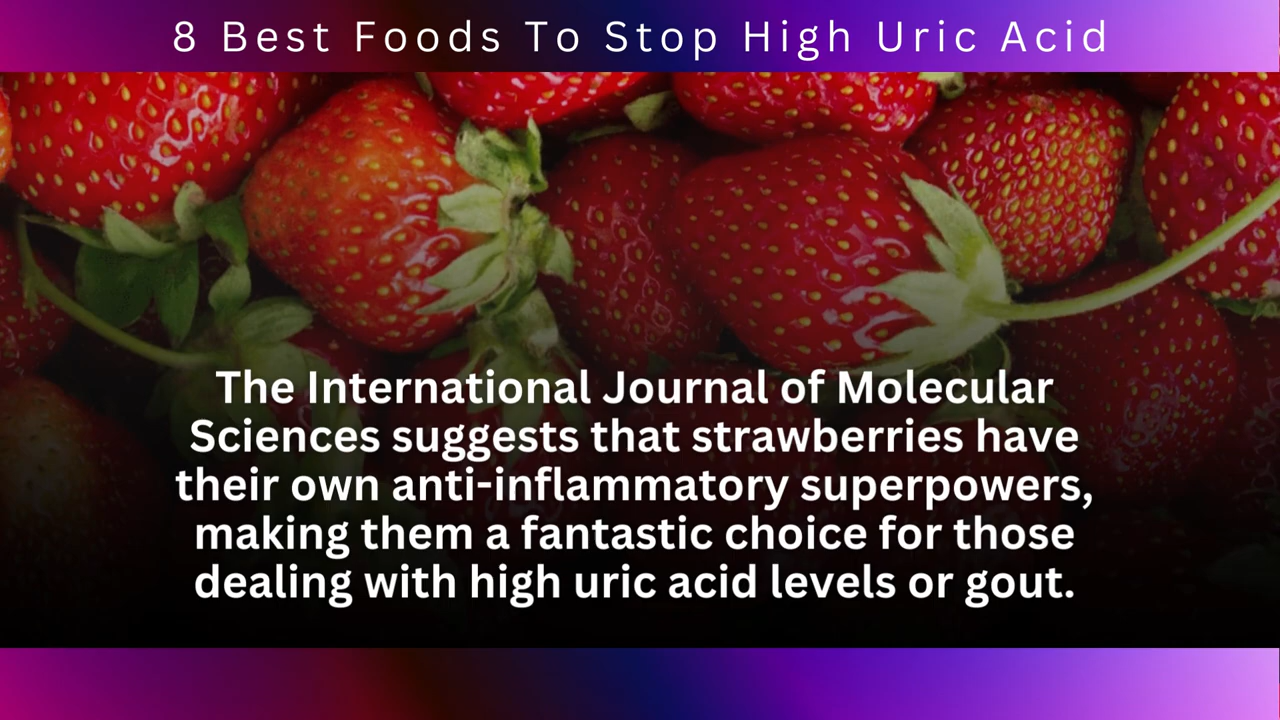 8 Best Foods To Stop High Uric Acid
The International Journal of Molecular
Sciences suggests that strawberries have
their own anti-inflammatory superpowers,
making them a fantastic choice for those
dealing with high uric acid levels or gout.